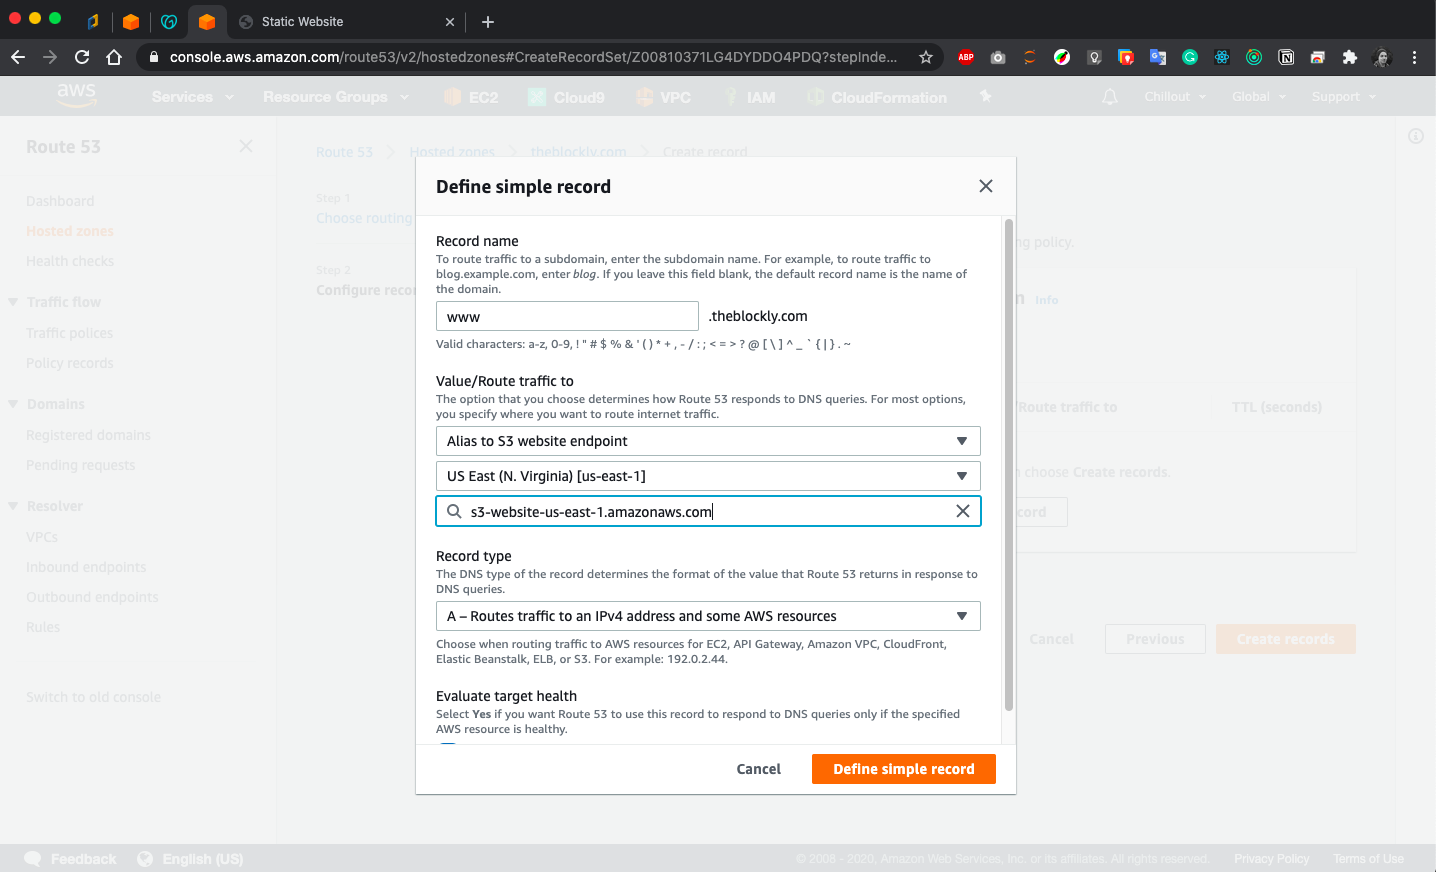 Static Website
console.aws.amazon.com/route53/v2/hostedzones#CreateRecordSet/Z00810371LG4DYDDO4PDQ?stepInde...
ABP
aws
Services
Resource Groups
EC2
Cloud9
VPC
IAM
CloudFormation
Chillout
Global
Support
Route 53
Dashboard
Hosted zones
Health checks
Traffic flow
Traffic polices
Policy records
Domains
Registered domains
Pending requests
Resolver
VPCs
Inbound endpoints
Outbound endpoints
Rules
Switch to old console
Route 53
Hosted zones
theblockly.com
Create record
Step 1
Choose routing
Step 2
Configure recor
Define simple record
Record name
To route traffic to a subdomain, enter the subdomain name. For example, to route traffic to
blog.example.com, enter blog. If you leave this field blank, the default record name is the name of
the domain.
www
.theblockly.com
Valid characters: a-z, 0-9, ! " # $ % & ' ( ) * + , - / : ; < = > ? @ [ \ ] ^ _ ` { | } . ~
Value/Route traffic to
The option that you choose determines how Route 53 responds to DNS queries. For most options,
you specify where you want to route internet traffic.
Alias to S3 website endpoint
US East (N. Virginia) [us-east-1]
s3-website-us-east-1.amazonaws.com
Record type
The DNS type of the record determines the format of the value that Route 53 returns in response to
DNS queries.
A – Routes traffic to an IPv4 address and some AWS resources
Choose when routing traffic to AWS resources for EC2, API Gateway, Amazon VPC, CloudFront,
Elastic Beanstalk, ELB, or S3. For example: 192.0.2.44.
Evaluate target health
Select Yes if you want Route 53 to use this record to respond to DNS queries only if the specified
AWS resource is healthy.
Cancel
Define simple record
ng policy.
n Info
/Route traffic to
TTL (seconds)
n choose Create records.
cord
Cancel
Previous
Create records
Feedback
English (US)
© 2008 - 2020, Amazon Web Services, Inc. or its affiliates. All rights reserved.
Privacy Policy
Terms of Use